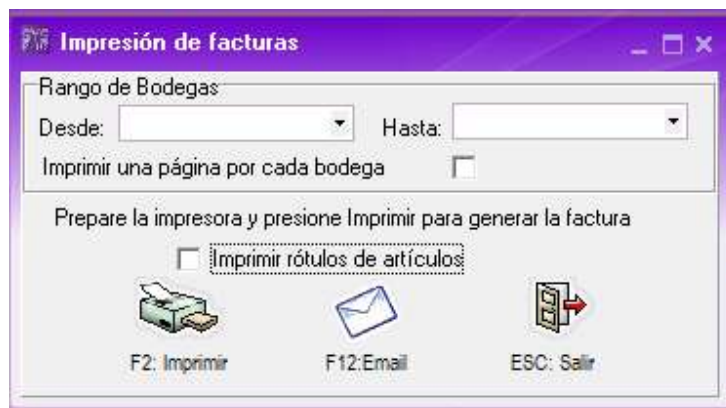 Impresión de facturas
Rango de Bodegas
Desde: Hasta:
Imprimir una página por cada bodega
Prepare la impresora y presione Imprimir para generar la factura
Imprimir rótulos de artículos
F2: Imprimir F12:Email ESC: Salir